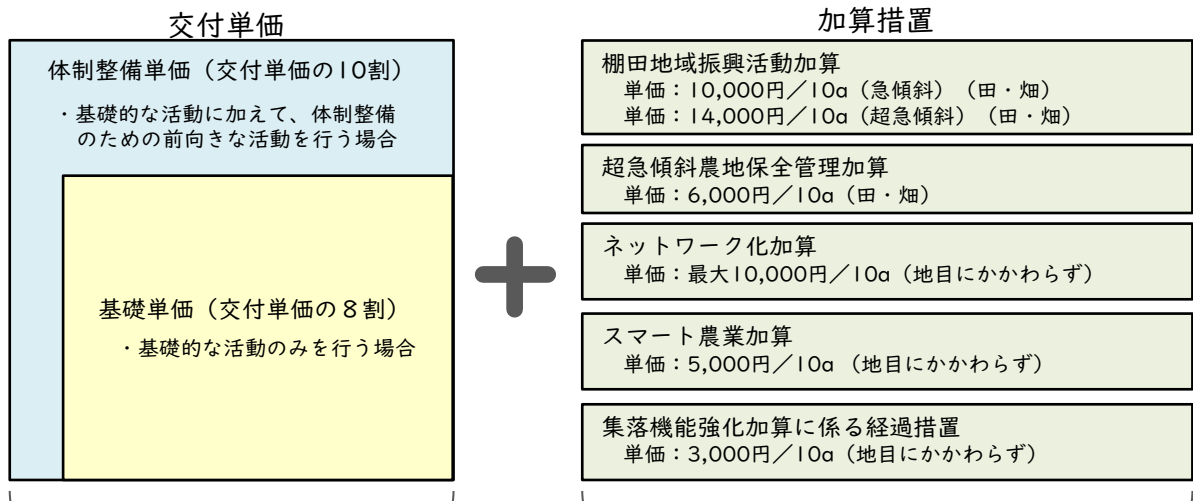 交付単価
体制整備単価（交付単価の10割）
・基礎的な活動に加えて、体制整備
のための前向きな活動を行う場合
基礎単価（交付単価の８割）
・基礎的な活動のみを行う場合
加算措置
棚田地域振興活動加算
単価：10,000円／10a（急傾斜）（田・畑）
単価：14,000円／10a（超急傾斜）（田・畑）
超急傾斜農地保全管理加算
単価：6,000円／10a（田・畑）
ネットワーク化加算
単価：最大10,000円／10a（地目にかかわらず）
スマート農業加算
単価：5,000円／10a（地目にかかわらず）
集落機能強化加算に係る経過措置
単価：3,000円／10a（地目にかかわらず）